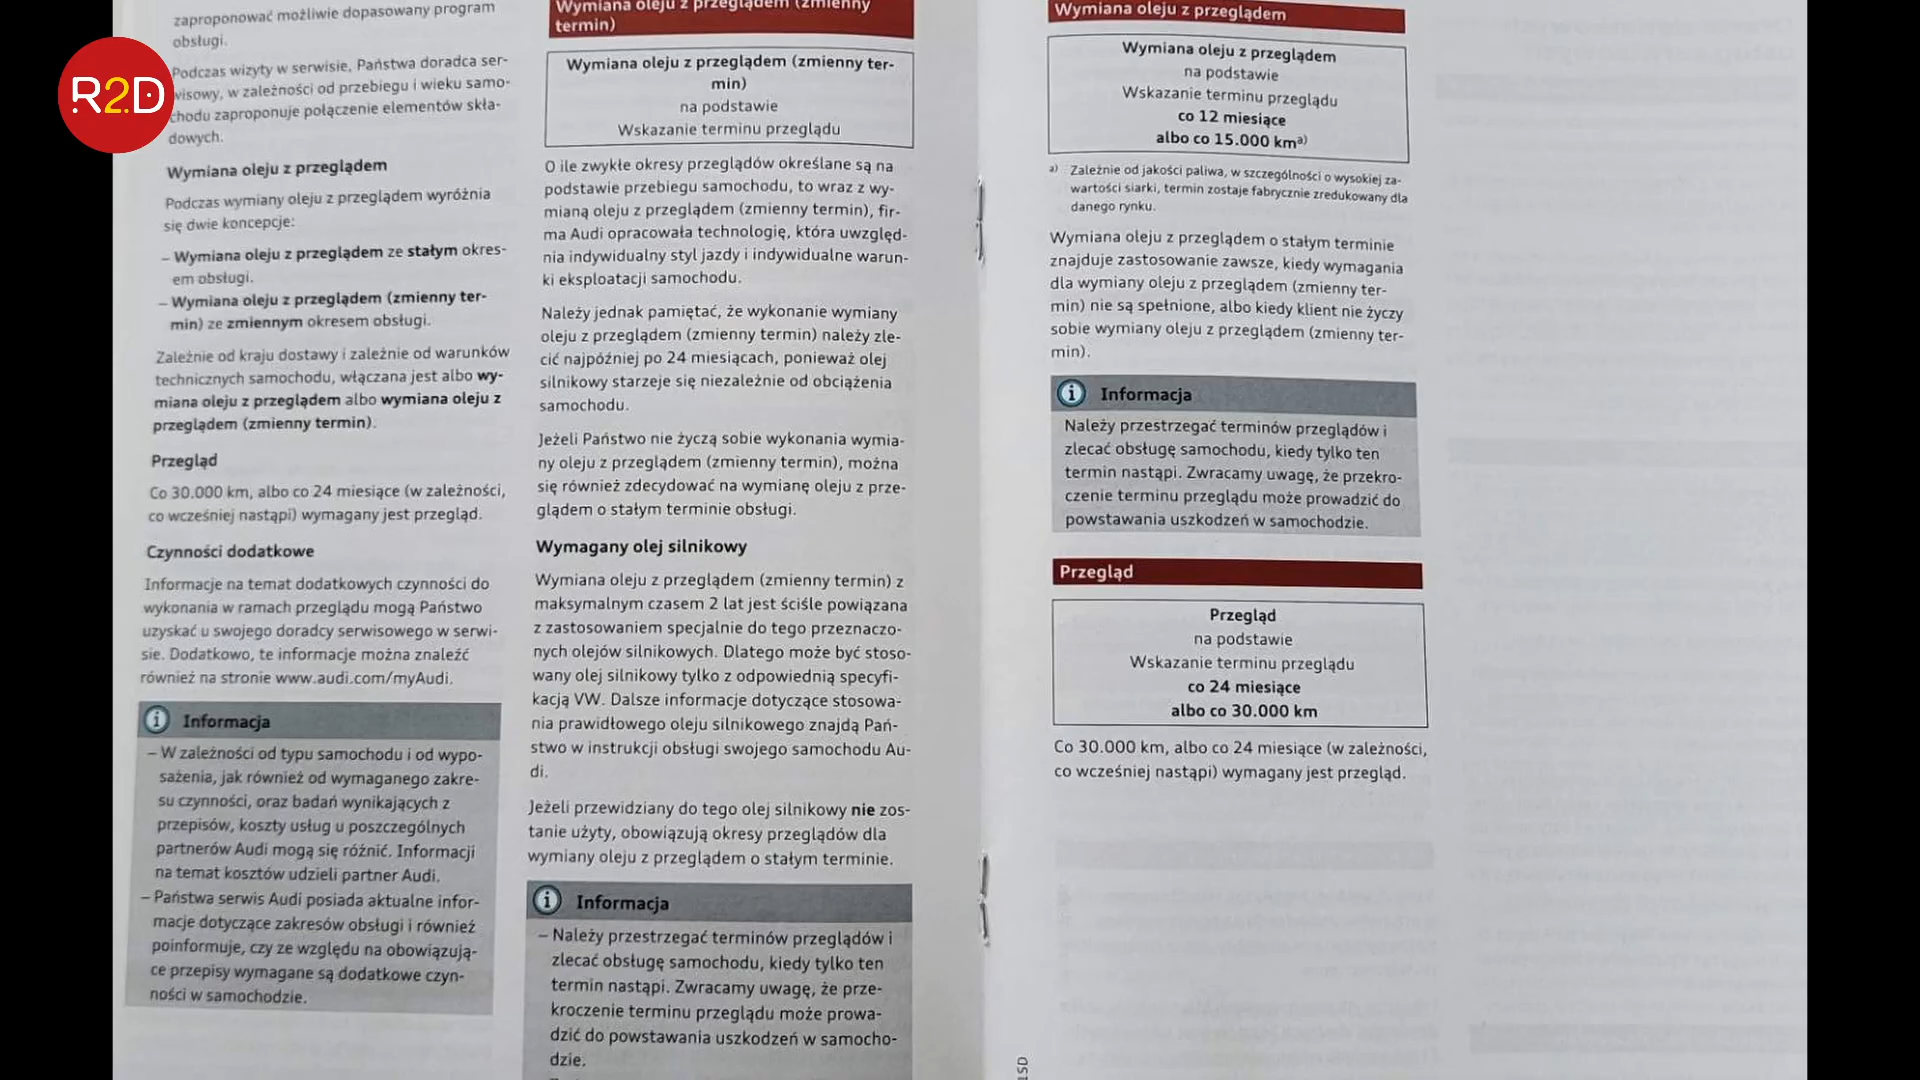 R2D
zaproponować możliwie dopasowany program
obsługi.
Podczas wizyty w serwisie, Państwa doradca ser-
wisowy, w zależności od przebiegu i wieku samo-
chodu zaproponuje połączenie elementów skła-
dowych.
Wymiana oleju z przeglądem
Podczas wymiany oleju z przeglądem wyróżnia
się dwie koncepcje:
– Wymiana oleju z przeglądem ze stałym okres-
em obsługi.
– Wymiana oleju z przeglądem (zmienny ter-
min) ze zmiennym okresem obsługi.
Zależnie od kraju dostawy i zależnie od warunków
technicznych samochodu, włączana jest albo wy-
miana oleju z przeglądem albo wymiana oleju z
przeglądem (zmienny termin).
Przegląd
Co 30.000 km, albo co 24 miesiące (w zależności,
co wcześniej nastąpi) wymagany jest przegląd.
Czynności dodatkowe
Informacje na temat dodatkowych czynności do
wykonania w ramach przeglądu mogą Państwo
uzyskać u swojego doradcy serwisowego w serwi-
sie. Dodatkowo, te informacje można znaleźć
również na stronie www.audi.com/myAudi.
Informacja
– W zależności od typu samochodu i od wypo-
sażenia, jak również od wymaganego zakre-
su czynności, oraz badań wynikających z
przepisów, koszty usług u poszczególnych
partnerów Audi mogą się różnić. Informacji
na temat kosztów udzieli partner Audi.
– Państwa serwis Audi posiada aktualne infor-
macje dotyczące zakresów obsługi i również
poinformuje, czy ze względu na obowiązują-
ce przepisy wymagane są dodatkowe czyn-
ności w samochodzie.
Wymiana oleju z przeglądem (zmienny
termin)
Wymiana oleju z przeglądem (zmienny ter-
min)
na podstawie
Wskazanie terminu przeglądu
O ile zwykłe okresy przeglądów określane są na
podstawie przebiegu samochodu, to wraz z wy-
mianą oleju z przeglądem (zmienny termin), fir-
ma Audi opracowała technologię, która uwzględ-
nia indywidualny styl jazdy i indywidualne warun-
ki eksploatacji samochodu.
Należy jednak pamiętać, że wykonanie wymiany
oleju z przeglądem (zmienny termin) należy zle-
cić najpóźniej po 24 miesiącach, ponieważ olej
silnikowy starzeje się niezależnie od obciążenia
samochodu.
Jeżeli Państwo nie życzą sobie wykonania wymia-
ny oleju z przeglądem (zmienny termin), można
się również zdecydować na wymianę oleju z prze-
glądem o stałym terminie obsługi.
Wymagany olej silnikowy
Wymiana oleju z przeglądem (zmienny termin) z
maksymalnym czasem 2 lat jest ściśle powiązana
z zastosowaniem specjalnie do tego przeznaczo-
nych olejów silnikowych. Dlatego może być stoso-
wany olej silnikowy tylko z odpowiednią specyfi-
kacją VW. Dalsze informacje dotyczące stosowa-
nia prawidłowego oleju silnikowego znajdą Pań-
stwo w instrukcji obsługi swojego samochodu Au-
di.
Jeżeli przewidziany do tego olej silnikowy nie zos-
tanie użyty, obowiązują okresy przeglądów dla
wymiany oleju z przeglądem o stałym terminie.
Informacja
– Należy przestrzegać terminów przeglądów i
zlecać obsługę samochodu, kiedy tylko ten
termin nastąpi. Zwracamy uwagę, że prze-
kroczenie terminu przeglądu może prowa-
dzić do powstawania uszkodzeń w samocho-
dzie.
Wymiana oleju z przeglądem
Wymiana oleju z przeglądem
na podstawie
Wskazanie terminu przeglądu
co 12 miesiące
albo co 15.000 kmª⁾
ª⁾ Zależnie od jakości paliwa, w szczególności o wysokiej za-
wartości siarki, termin zostaje fabrycznie zredukowany dla
danego rynku.
Wymiana oleju z przeglądem o stałym terminie
znajduje zastosowanie zawsze, kiedy wymagania
dla wymiany oleju z przeglądem (zmienny ter-
min) nie są spełnione, albo kiedy klient nie życzy
sobie wymiany oleju z przeglądem (zmienny ter-
min).
Informacja
Należy przestrzegać terminów przeglądów i
zlecać obsługę samochodu, kiedy tylko ten
termin nastąpi. Zwracamy uwagę, że przekro-
czenie terminu przeglądu może prowadzić do
powstawania uszkodzeń w samochodzie.
Przegląd
Przegląd
na podstawie
Wskazanie terminu przeglądu
co 24 miesiące
albo co 30.000 km
Co 30.000 km, albo co 24 miesiące (w zależności,
co wcześniej nastąpi) wymagany jest przegląd.